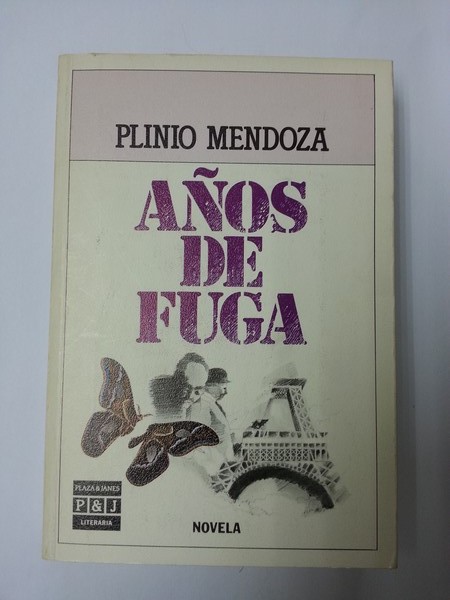 PLINIO MENDOZA
AÑOS
DE
FUGA
PLAZA & JANES
P & J
LITERARIA
NOVELA